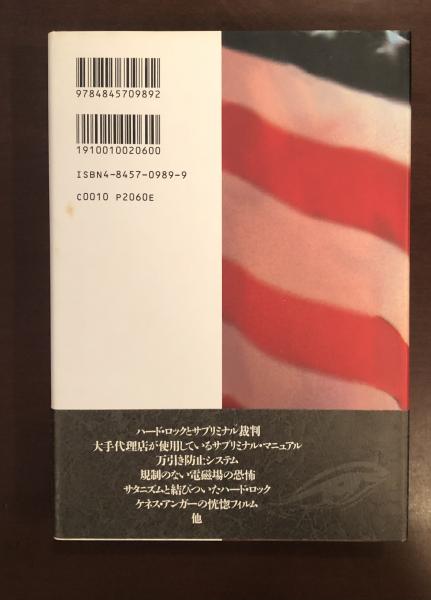 9784845709892
1910010020600
ISBN4-8457-0989-9
C0010 P2060E
ハード・ロックとサブリミナル裁判
大手代理店が使用しているサブリミナル・マニュアル
万引き防止システム
規制のない電磁場の恐怖
サタニズムと結びついたハード・ロック
ケネス・アンガーの恍惚フィルム
他